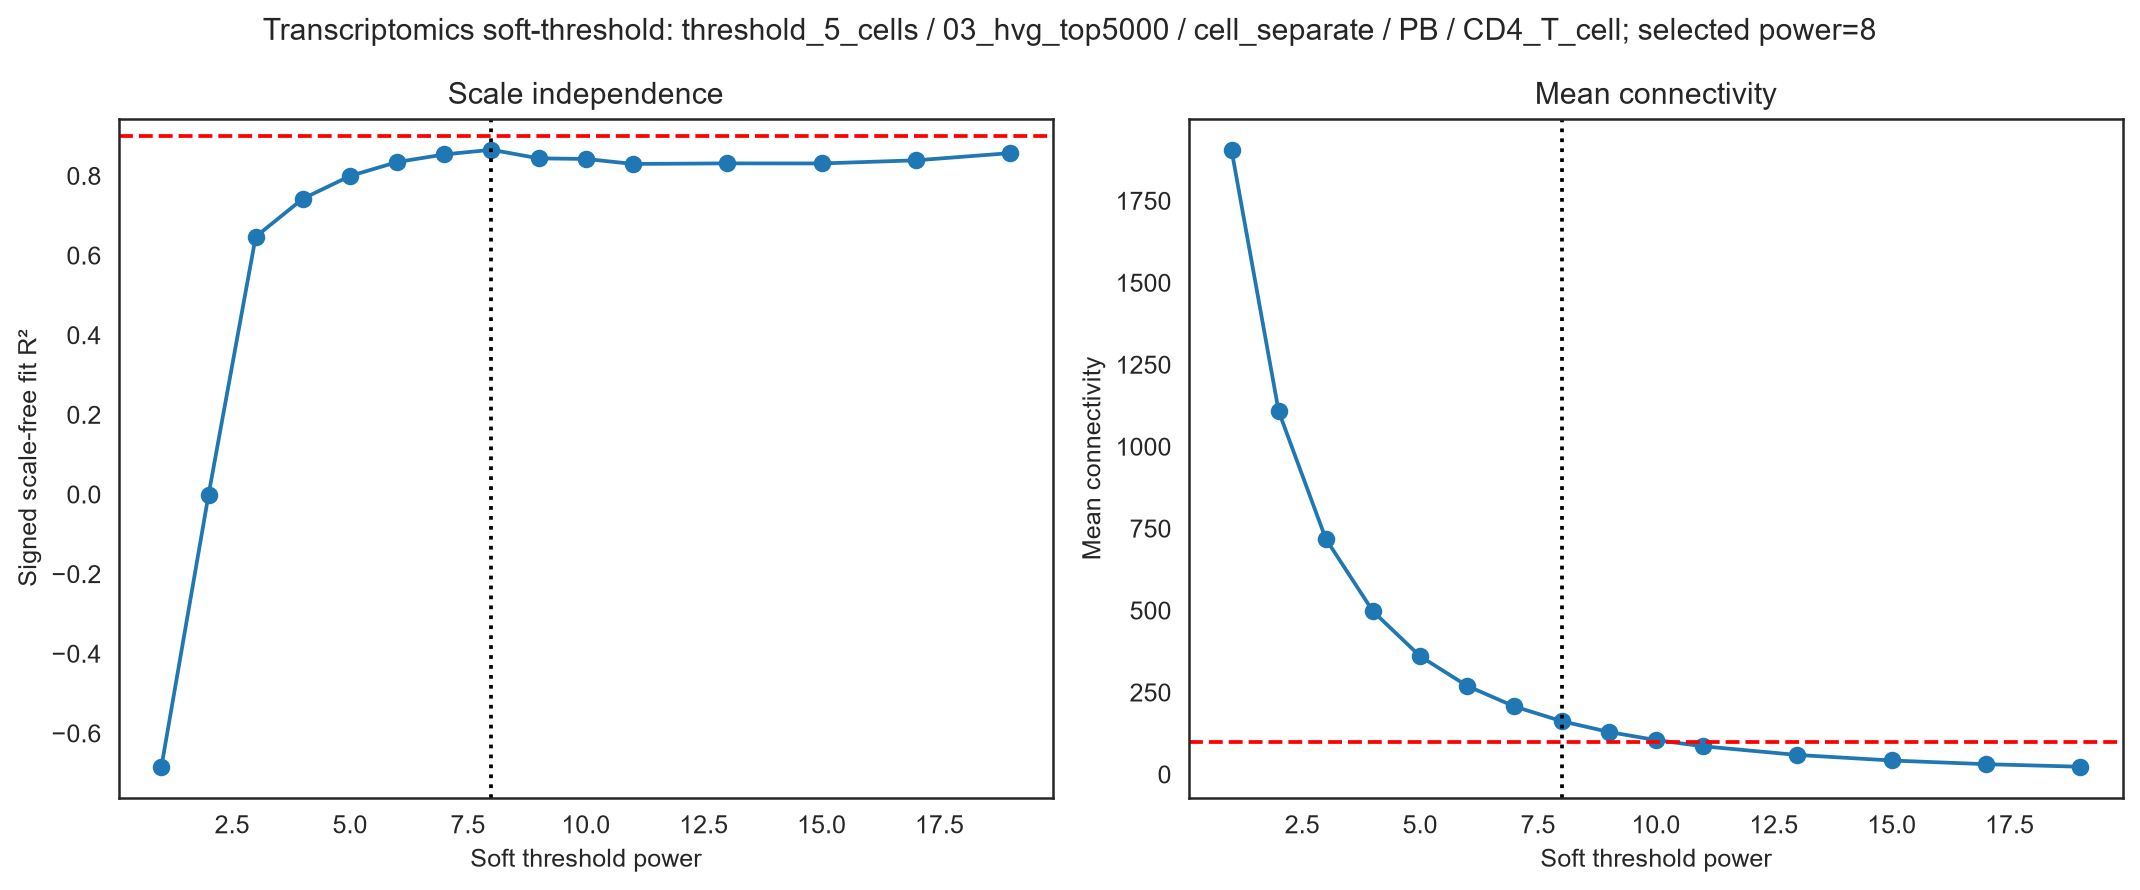 Transcriptomics soft-threshold: threshold_5_cells / 03_hvg_top5000 / cell_separate / PB / CD4_T_cell; selected power=8
Scale independence
Signed scale-free fit R²
0.8
0.6
0.4
0.2
0.0
−0.2
−0.4
−0.6
2.5 5.0 7.5 10.0 12.5 15.0 17.5
Soft threshold power
Mean connectivity
Mean connectivity
1750
1500
1250
1000
750
500
250
0
2.5 5.0 7.5 10.0 12.5 15.0 17.5
Soft threshold power